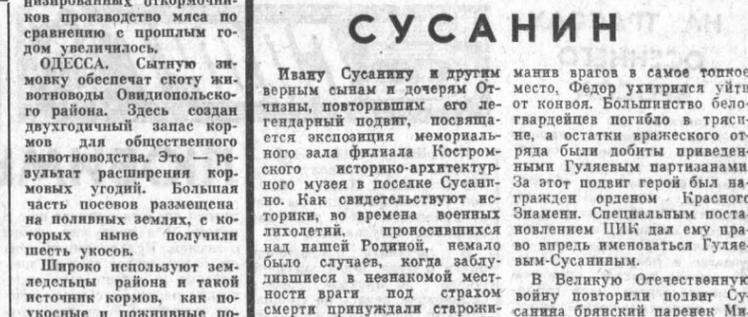 низированных откормочни-
ков производство мяса по
сравнению с прошлым го-
дом увеличилось.
ОДЕССА. Сытную зи-
мовку обеспечат скоту жи-
вотноводы Овидиопольско-
го района. Здесь создан
двухгодичный запас кор-
мов для общественного
животноводства. Это — ре-
зультат расширения кор-
мовых угодий. Большая
часть посевов размещена
на поливных землях, с ко-
торых ныне получили
шесть укосов.
Широко используют зем-
ледельцы района и такой
источник кормов, как по-
укосные и пожнивные по-
СУСАНИН
Ивану Сусанину и другим
верным сынам и дочерям От-
чизны, повторившим его ле-
гендарный подвиг, посвяща-
ется экспозиция мемориаль-
ного зала филиала Костром-
ского историко-архитектур-
ного музея в поселке Сусани-
но. Как свидетельствуют ис-
торики, во времена военных
лихолетий, проносившихся
над нашей Родиной, немало
было случаев, когда заблу-
дившиеся в незнакомой мест-
ности враги под страхом
смерти принуждали старожи-
манив врагов в самое топкое
место, Федор ухитрился уйти
от конвоя. Большинство бело-
гвардейцев погибло в тряси-
не, а остатки вражеского от-
ряда были добиты приведен-
ными Гуляевым партизанами.
За этот подвиг герой был на-
гражден орденом Красного
Знамени. Специальным поста-
новлением ЦИК дал ему пра-
во впредь именоваться Гуляе-
вым-Сусаниным.
В Великую Отечественную
войну повторили подвиг Су-
санина брянский паренек Ми-